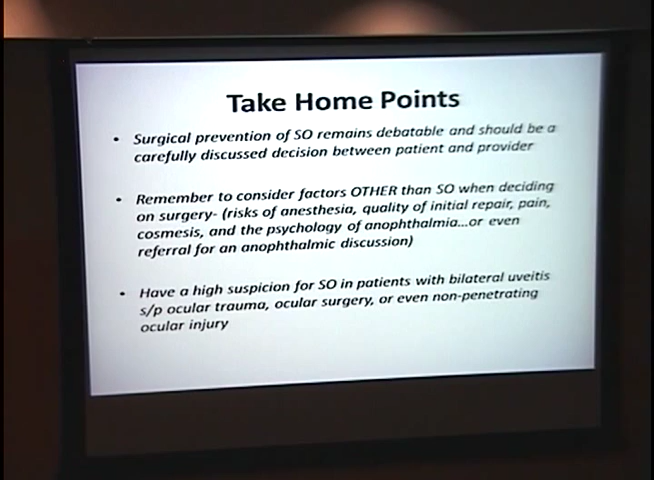 Take Home Points
• Surgical prevention of SO remains debatable and should be a
carefully discussed decision between patient and provider
• Remember to consider factors OTHER than SO when deciding
on surgery- (risks of anesthesia, quality of initial repair, pain,
cosmesis, and the psychology of anophthalmia...or even
referral for an anophthalmic discussion)
• Have a high suspicion for SO in patients with bilateral uveitis
s/p ocular trauma, ocular surgery, or even non-penetrating
ocular injury